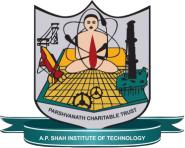 PARSHVANATH CHARITABLE TRUST
A.P. SHAH INSTITUTE OF TECHNOLOGY